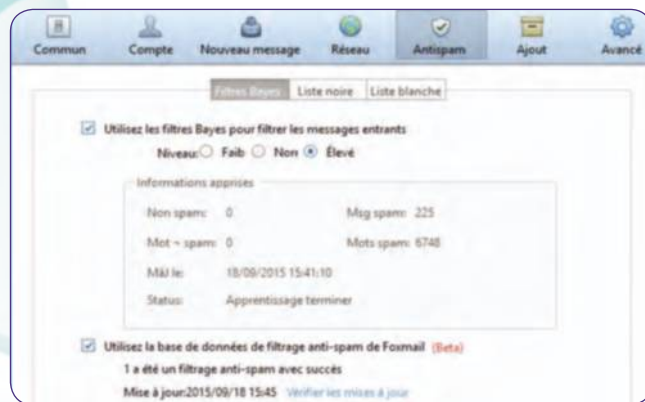 Commun Compte Nouveau message Réseau Antispam Ajout Avancé
Filtres Bayes Liste noire Liste blanche
Utilisez les filtres Bayes pour filtrer les messages entrants
Niveau: Faib Non Élevé
Informations apprises
Non spam: 0 Msg spam: 225
Mot ~ spam: 0 Mots spam: 6748
MàJ le: 18/09/2015 15:41:10
Status: Apprentissage terminer
Utilisez la base de données de filtrage anti-spam de Foxmail (Beta)
1 a été un filtrage anti-spam avec succès
Mise à jour:2015/09/18 15:45 Vérifier les mises à jour